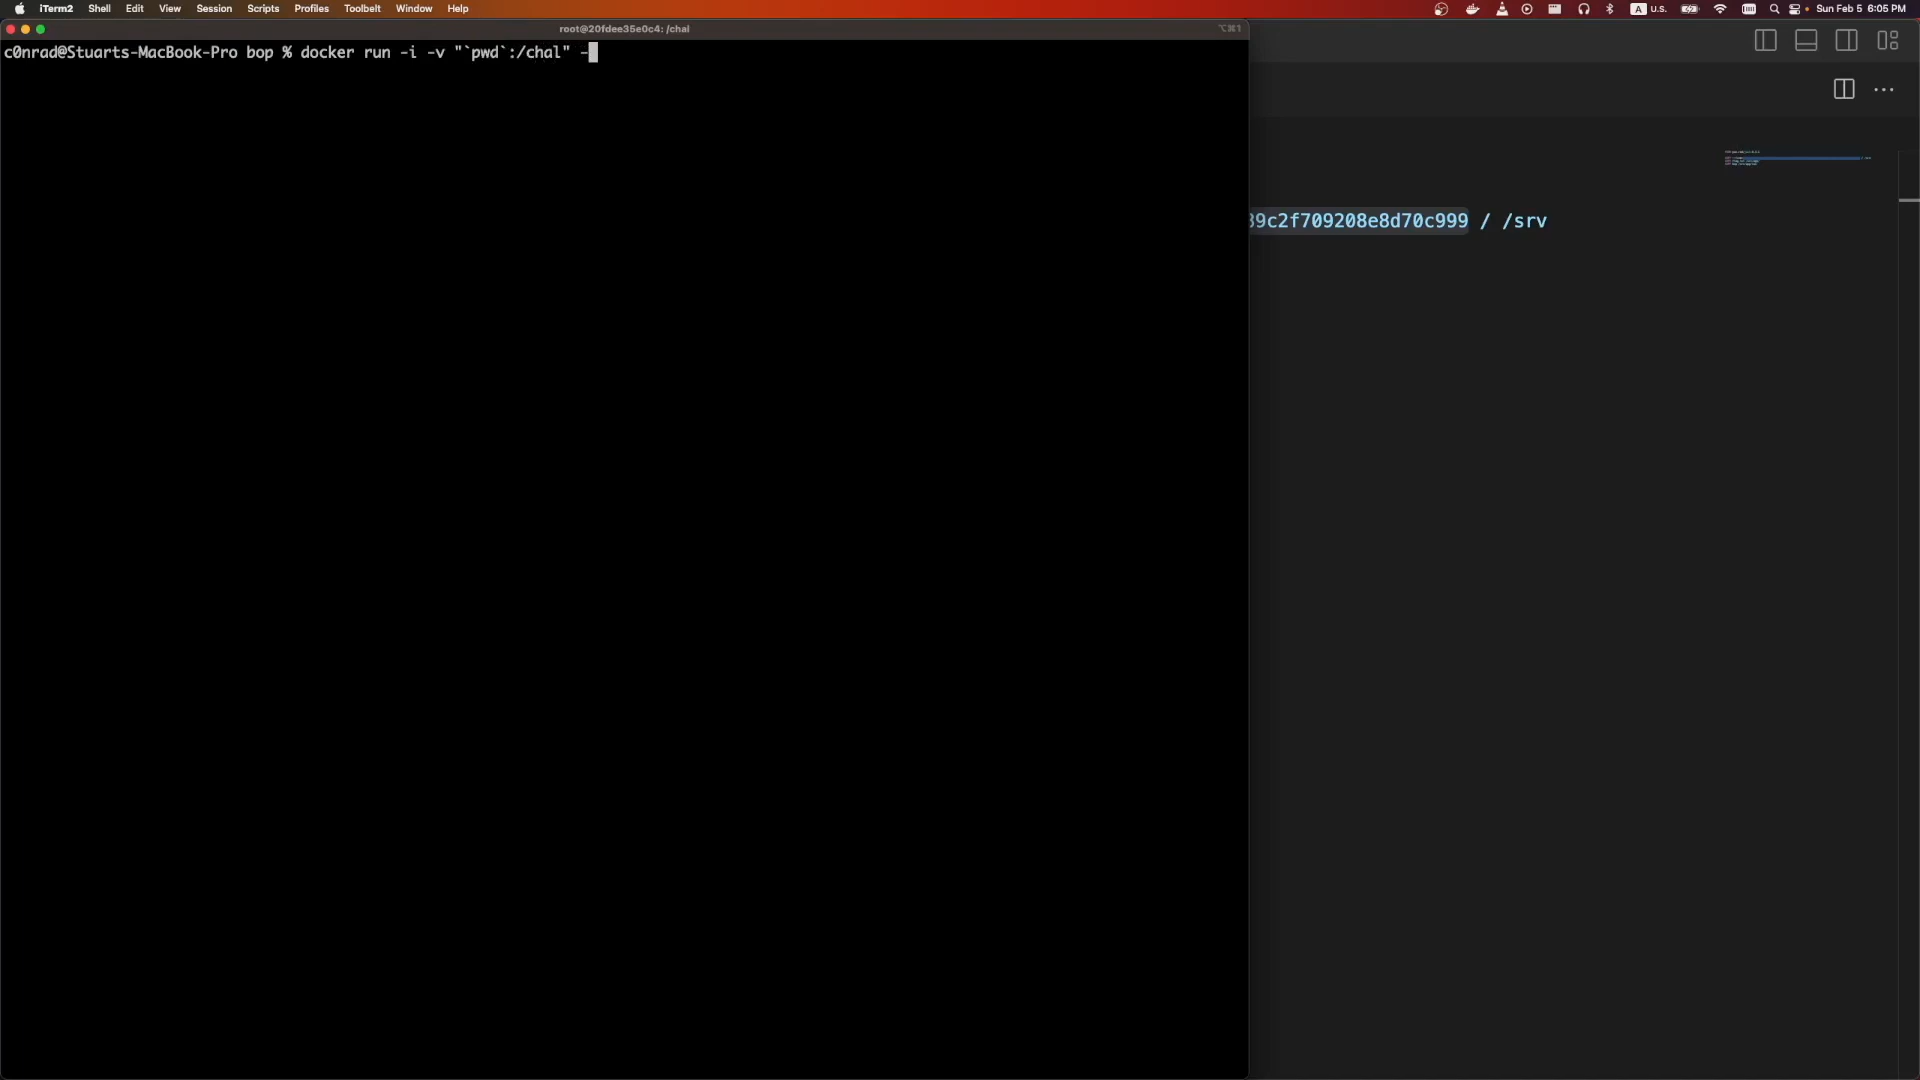 iTerm2 Shell Edit View Session Scripts Profiles Toolbelt Window Help A U.S. Sun Feb 5 6:05 PM
root@20fdee35e0c4: /chal ⌥⌘1
c0nrad@Stuarts-MacBook-Pro bop % docker run -i -v "`pwd`:/chal" -
39c2f709208e8d70c999 / /srv